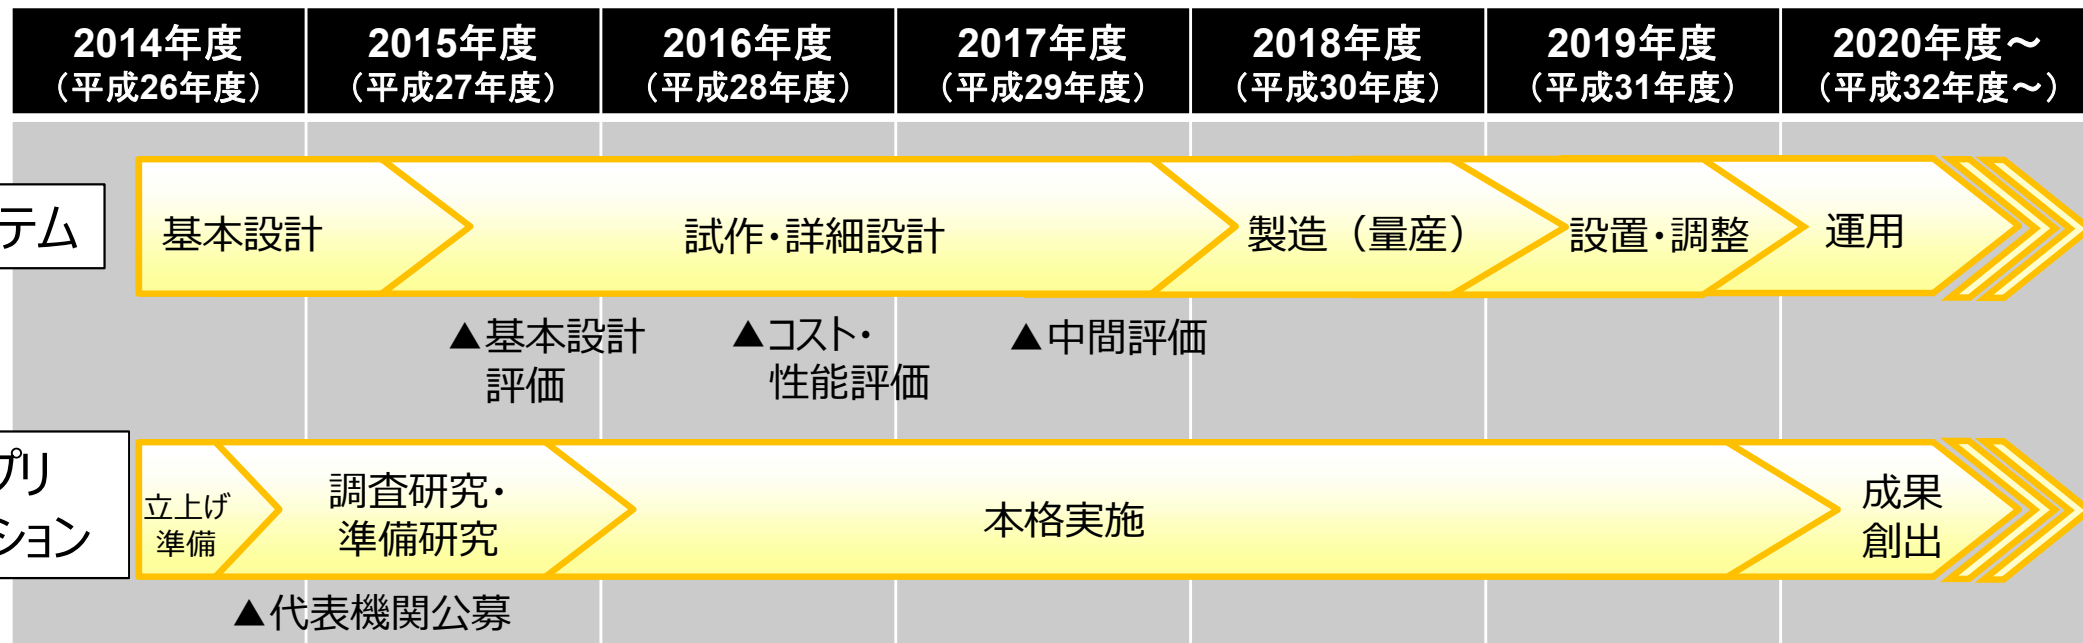 2014年度
（平成26年度）
2015年度
（平成27年度）
2016年度
（平成28年度）
2017年度
（平成29年度）
2018年度
（平成30年度）
2019年度
（平成31年度）
2020年度～
（平成32年度～）
テム
基本設計
試作・詳細設計
製造（量産）
設置・調整
運用
▲基本設計
評価
▲コスト・
性能評価
▲中間評価
プリ
ション
立上げ
準備
調査研究・
準備研究
本格実施
成果
創出
▲代表機関公募